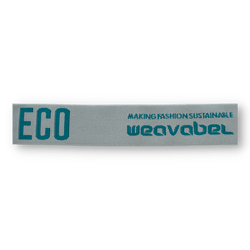 ECO
MAKING FASHION SUSTAINABLE
weavabel